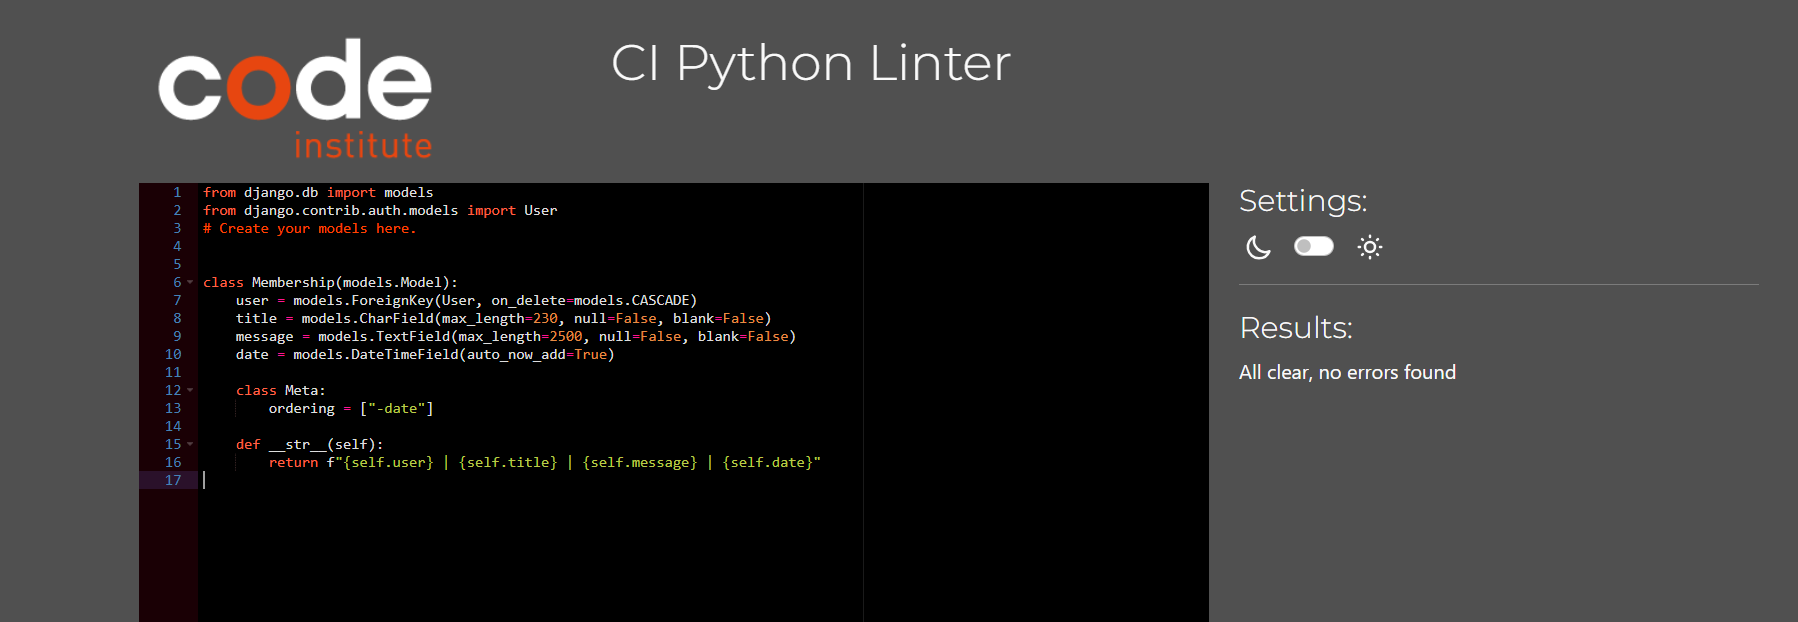 code
institute
CI Python Linter
1 from django.db import models
2 from django.contrib.auth.models import User
3 # Create your models here.
4
5
6 class Membership(models.Model):
7     user = models.ForeignKey(User, on_delete=models.CASCADE)
8     title = models.CharField(max_length=230, null=False, blank=False)
9     message = models.TextField(max_length=2500, null=False, blank=False)
10     date = models.DateTimeField(auto_now_add=True)
11
12     class Meta:
13         ordering = ["-date"]
14
15     def __str__(self):
16         return f"{self.user} | {self.title} | {self.message} | {self.date}"
17
Settings:
Results:
All clear, no errors found